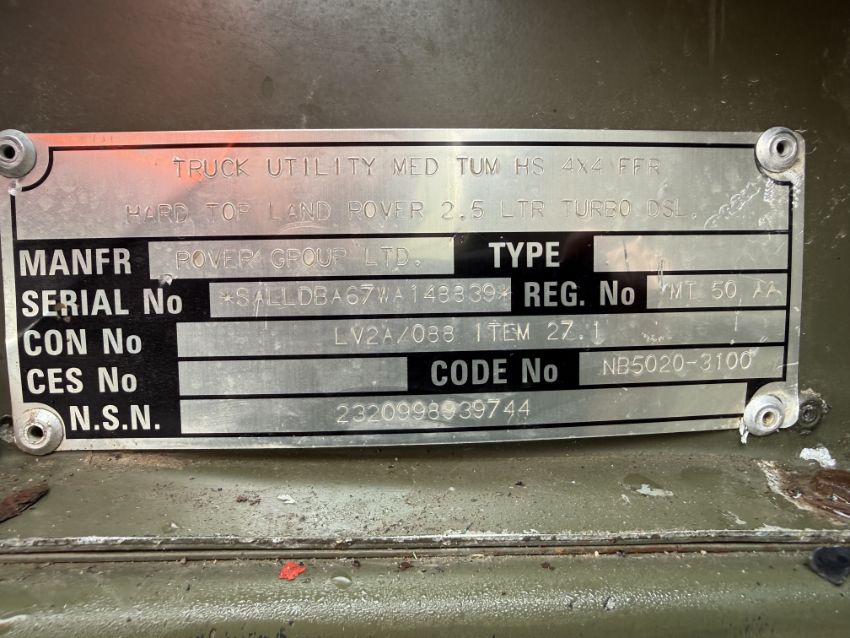 TRUCK UTILITY MED TUM HS 4X4 FFR
HARD TOP LAND ROVER 2.5 LTR TURBO DSL.
MANFR ROVER GROUP LTD. TYPE
SERIAL No *SALLDBA67WA148839* REG. No MT 50 AA
CON No LV2A/088 ITEM 27.1
CES No CODE No NB5020-3100
N.S.N. 2320998939744